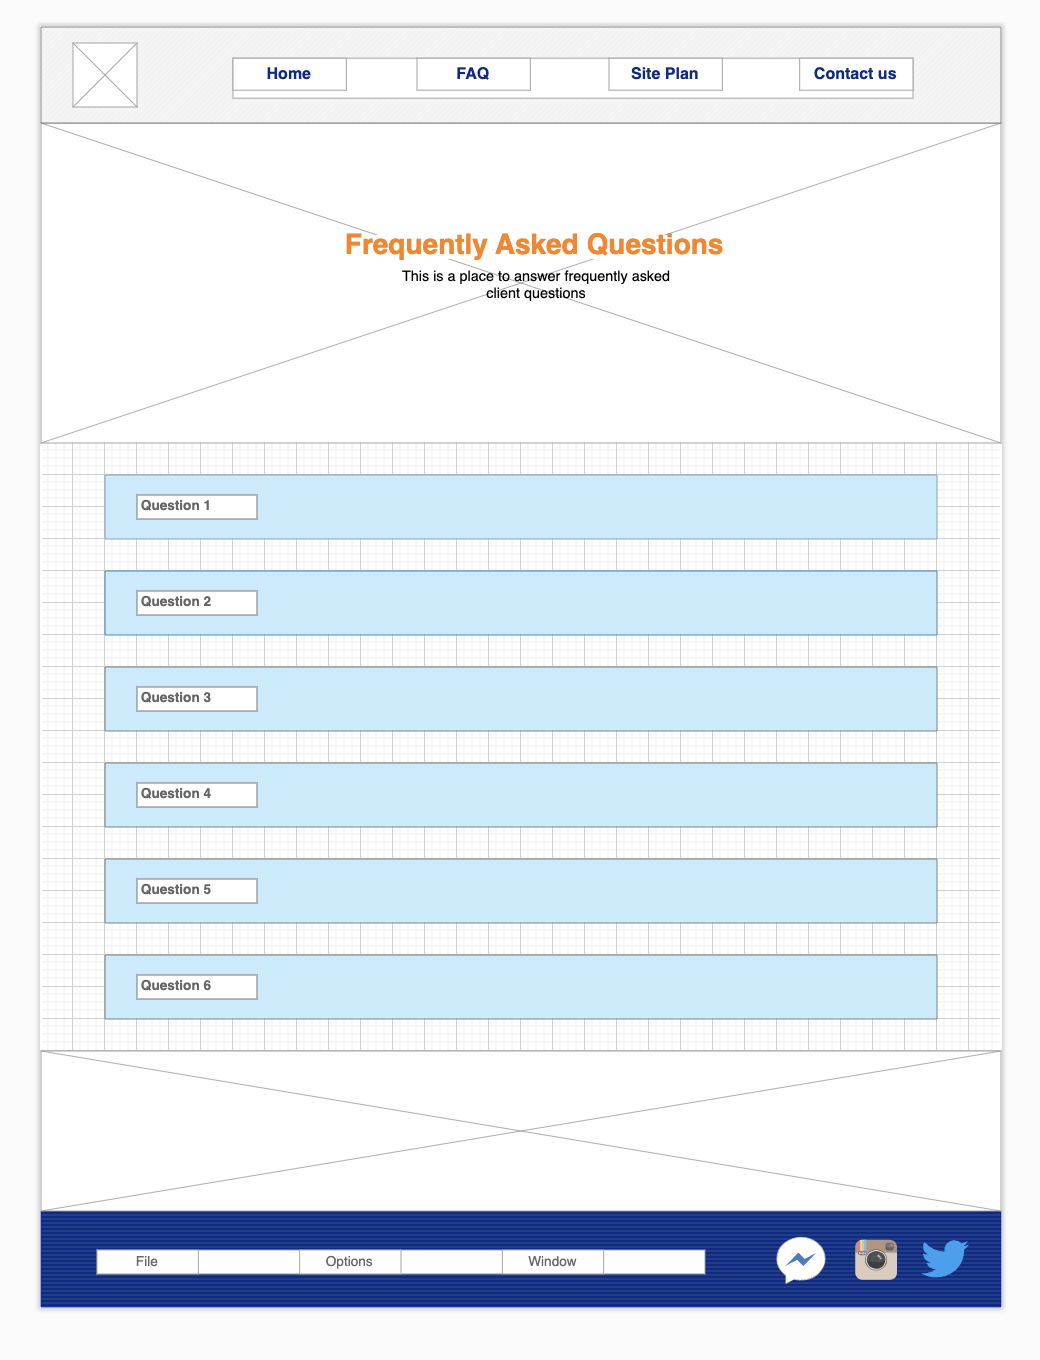 Home
FAQ
Site Plan
Contact us
Frequently Asked Questions
This is a place to answer frequently asked
client questions
Question 1
Question 2
Question 3
Question 4
Question 5
Question 6
File
Options
Window